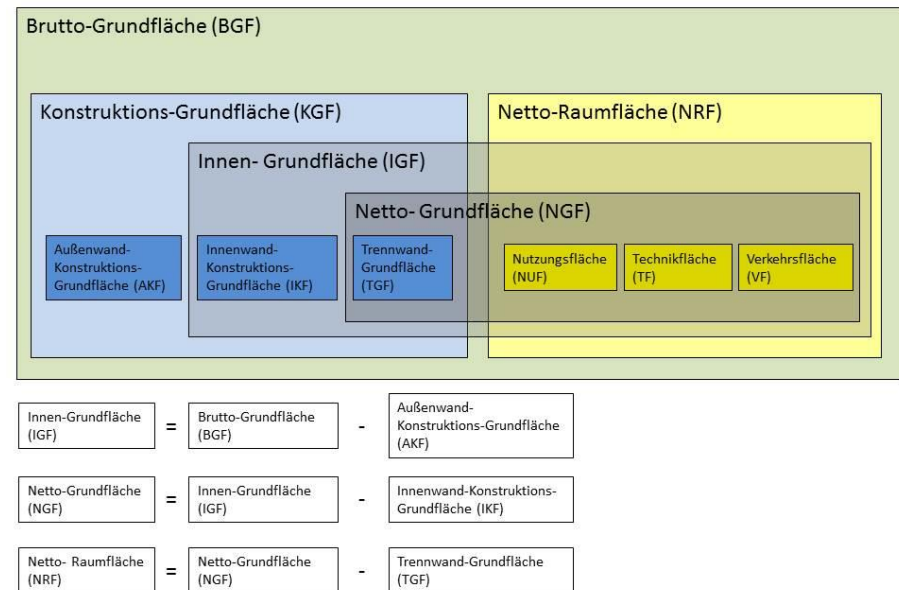 Brutto-Grundfläche (BGF)
Konstruktions-Grundfläche (KGF)
Netto-Raumfläche (NRF)
Innen- Grundfläche (IGF)
Netto- Grundfläche (NGF)
Außenwand-
Konstruktions-
Grundfläche (AKF)
Innenwand-
Konstruktions-
Grundfläche (IKF)
Trennwand-
Grundfläche
(TGF)
Nutzungsfläche
(NUF)
Technikfläche
(TF)
Verkehrsfläche
(VF)
Innen-Grundfläche
(IGF)
=
Brutto-Grundfläche
(BGF)
-
Außenwand-
Konstruktions-Grundfläche
(AKF)
Netto-Grundfläche
(NGF)
=
Innen-Grundfläche
(IGF)
-
Innenwand-Konstruktions-
Grundfläche (IKF)
Netto- Raumfläche
(NRF)
=
Netto-Grundfläche
(NGF)
-
Trennwand-Grundfläche
(TGF)